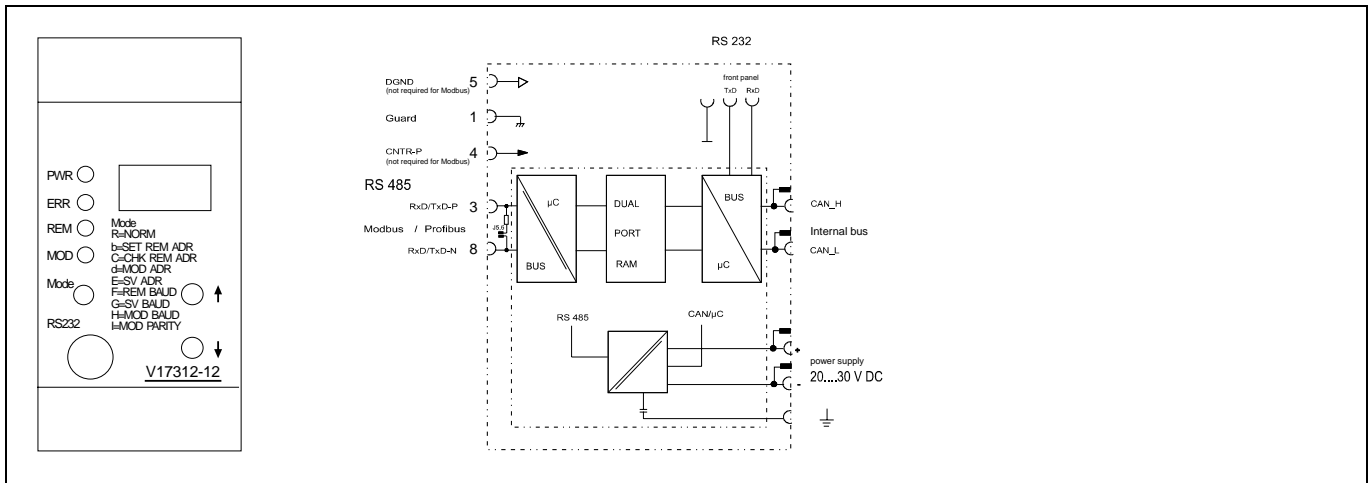 PWR
ERR
REM
MOD
Mode
RS232
Mode
R=NORM
b=SET REM ADR
C=CHK REM ADR
d=MOD ADR
E=SV ADR
F=REM BAUD
G=SV BAUD
H=MOD BAUD
I=MOD PARITY
V17312-12
RS 232
front panel
TxD RxD
DGND 5
(not required for Modbus)
Guard 1
CNTR-P 4
(not required for Modbus)
RS 485
RxD/TxD-P 3
Modbus / Profibus
J5,6
RxD/TxD-N 8
µC
BUS
DUAL
PORT
RAM
BUS
µC
CAN_H
Internal bus
CAN_L
RS 485
CAN/µC
+
power supply
20....30 V DC
-